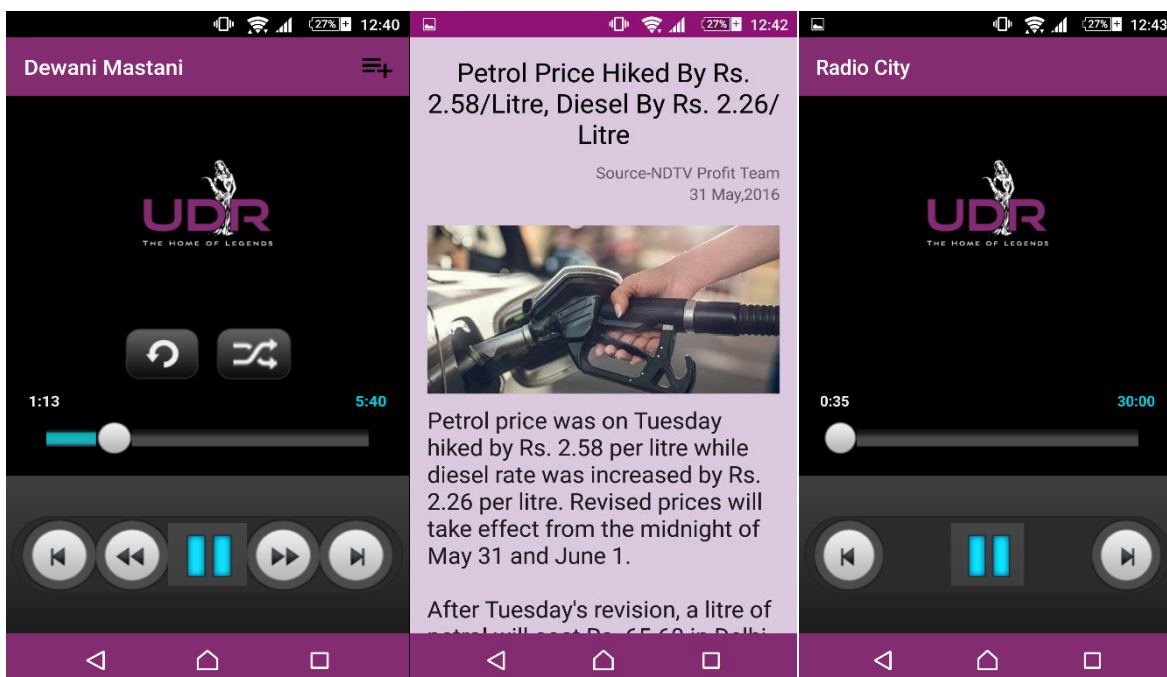 27% 12:40
Dewani Mastani
UDR
THE HOME OF LEGENDS
1:13 5:40
27% 12:42
Petrol Price Hiked By Rs.
2.58/Litre, Diesel By Rs. 2.26/
Litre
Source-NDTV Profit Team
31 May,2016
Petrol price was on Tuesday
hiked by Rs. 2.58 per litre while
diesel rate was increased by Rs.
2.26 per litre. Revised prices will
take effect from the midnight of
May 31 and June 1.
After Tuesday's revision, a litre of
27% 12:43
Radio City
UDR
THE HOME OF LEGENDS
0:35 30:00